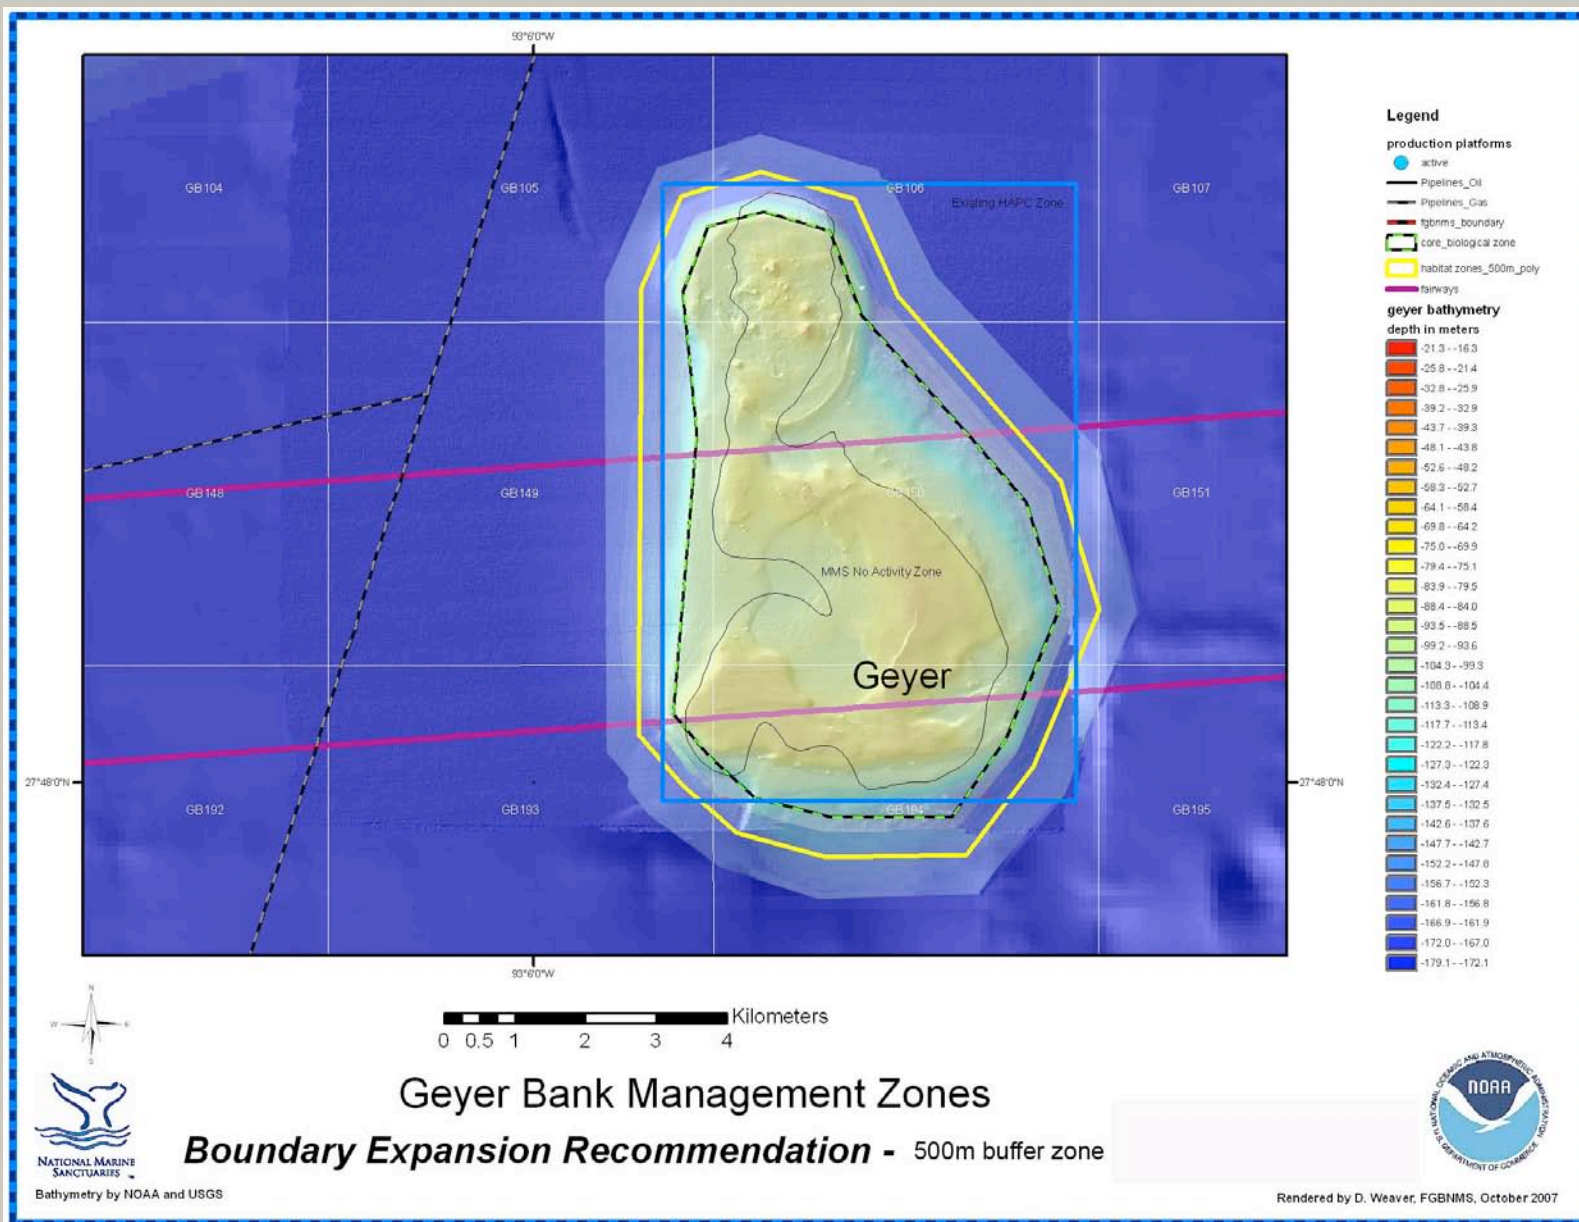 93°6'0"W
GB104
GB105
GB106
GB107
Existing HAPC Zone
GB148
GB149
GB150
GB151
MMS No Activity Zone
Geyer
27°48'0"N
27°48'0"N
GB192
GB193
GB194
GB195
93°6'0"W
Legend
production platforms
active
Pipelines_Oil
Pipelines_Gas
fgbnms_boundary
core_biological zone
habitat zones_500m_poly
fairways
geyer bathymetry
depth in meters
-21.3 - -16.3
-25.8 - -21.4
-32.8 - -25.9
-39.2 - -32.9
-43.7 - -39.3
-48.1 - -43.8
-52.6 - -48.2
-58.3 - -52.7
-64.1 - -58.4
-69.8 - -64.2
-75.0 - -69.9
-79.4 - -75.1
-83.9 - -79.5
-88.4 - -84.0
-93.5 - -88.5
-99.2 - -93.6
-104.3 - -99.3
-108.8 - -104.4
-113.3 - -108.9
-117.7 - -113.4
-122.2 - -117.8
-127.3 - -122.3
-132.4 - -127.4
-137.5 - -132.5
-142.6 - -137.6
-147.7 - -142.7
-152.2 - -147.8
-156.7 - -152.3
-161.8 - -156.8
-166.9 - -161.9
-172.0 - -167.0
-179.1 - -172.1
N
W E
S
Kilometers
0 0.5 1 2 3 4
Geyer Bank Management Zones
Boundary Expansion Recommendation - 500m buffer zone
NATIONAL MARINE
SANCTUARIES
Bathymetry by NOAA and USGS
NATIONAL OCEANIC AND ATMOSPHERIC ADMINISTRATION
NOAA
U.S. DEPARTMENT OF COMMERCE
Rendered by D. Weaver, FGBNMS, October 2007